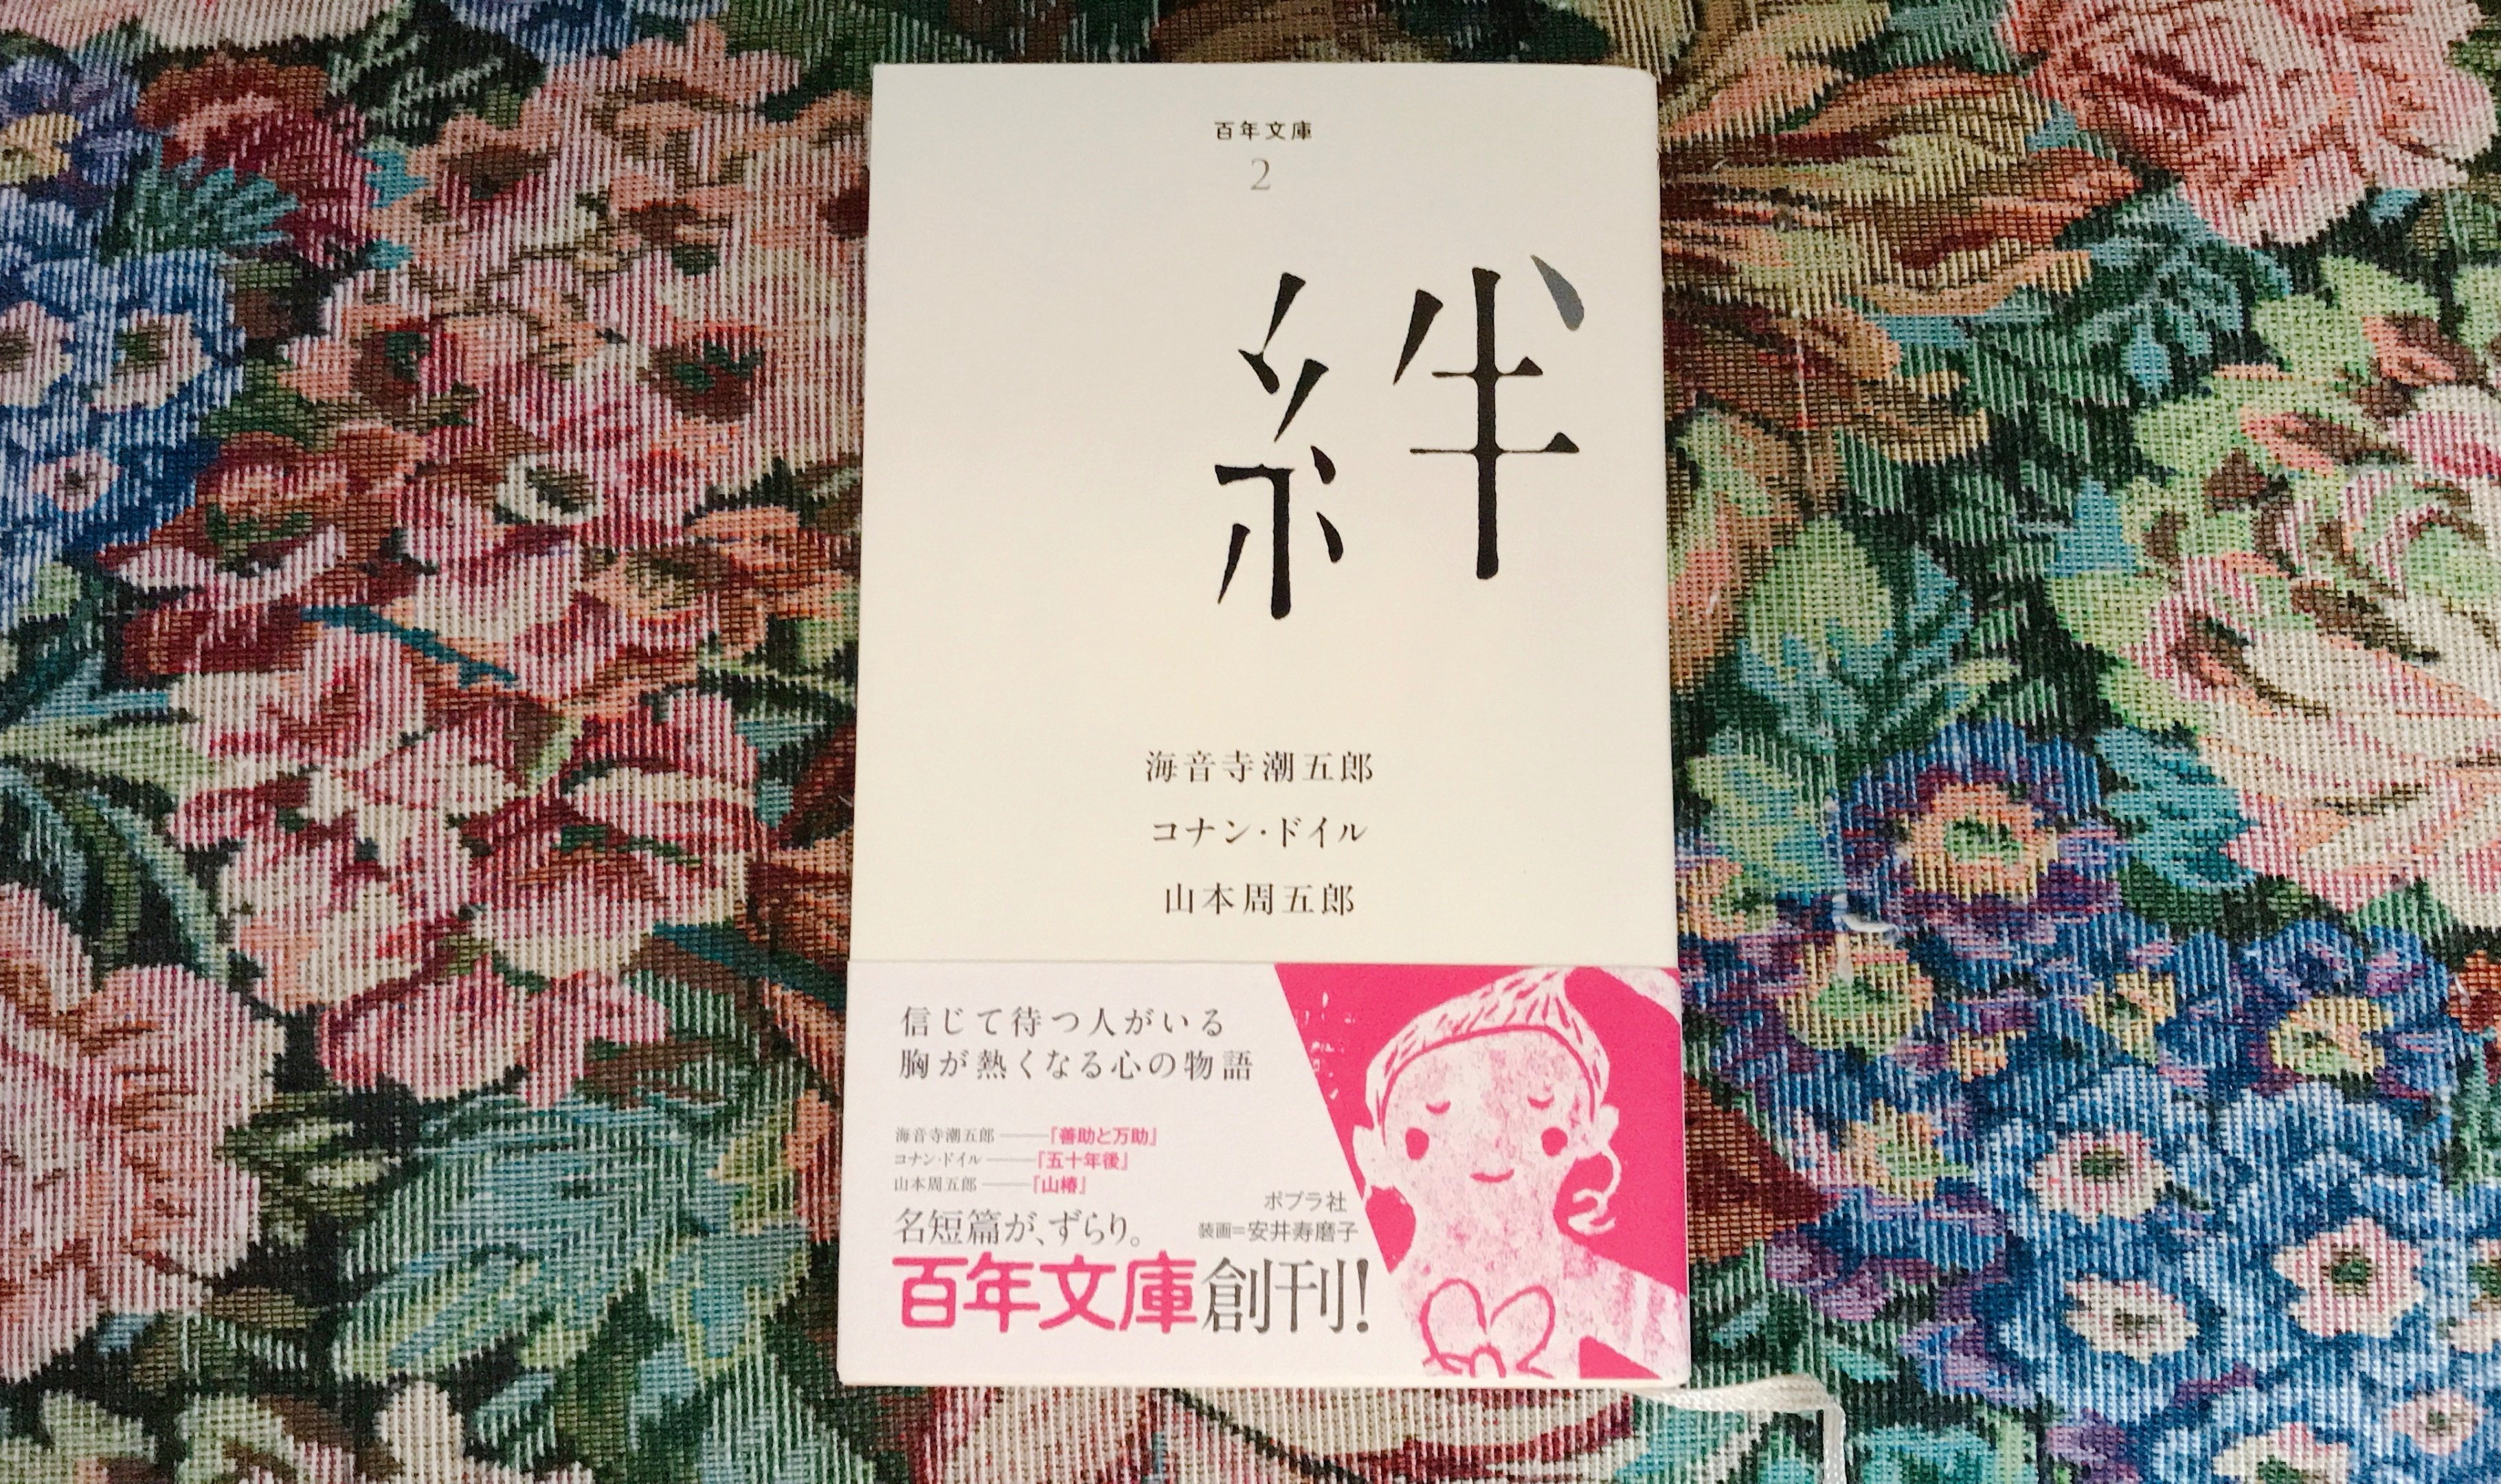 百年文庫
2
絆
海音寺潮五郎
コナン・ドイル
山本周五郎
信じて待つ人がいる
胸が熱くなる心の物語
海音寺潮五郎――『善助と万助』
コナン・ドイル――『五十年後』
山本周五郎――『山椿』
名短篇が、ずらり。
ポプラ社
装画=安井寿磨子
百年文庫創刊!